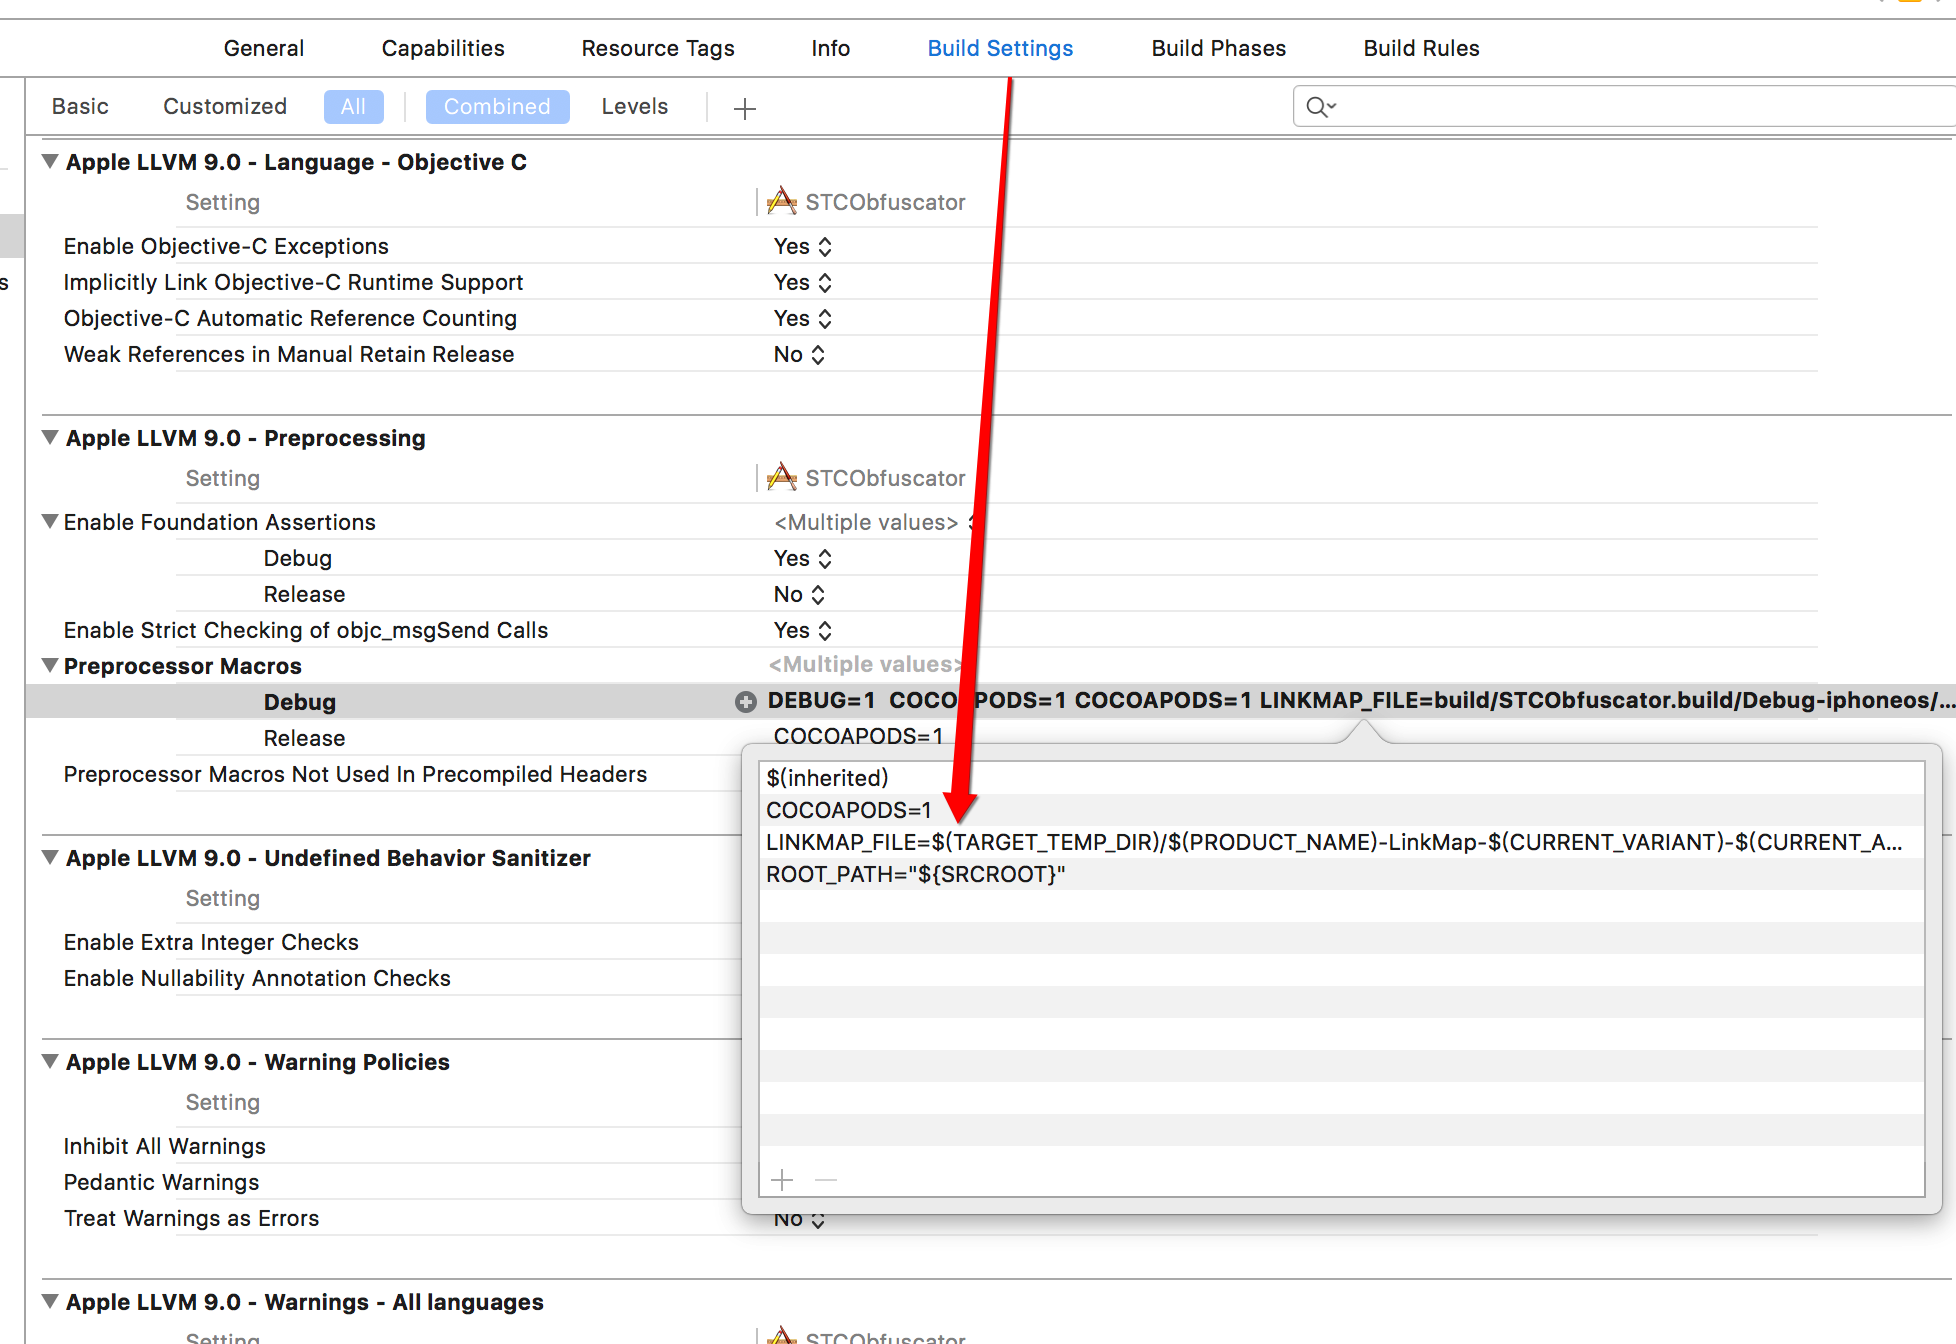 General Capabilities Resource Tags Info Build Settings Build Phases Build Rules
Basic Customized All Combined Levels
Apple LLVM 9.0 - Language - Objective C
Setting STCObfuscator
Enable Objective-C Exceptions Yes
s
Implicitly Link Objective-C Runtime Support Yes
Objective-C Automatic Reference Counting Yes
Weak References in Manual Retain Release No
Apple LLVM 9.0 - Preprocessing
Setting STCObfuscator
Enable Foundation Assertions <Multiple values>
Debug Yes
Release No
Enable Strict Checking of objc_msgSend Calls Yes
Preprocessor Macros <Multiple values>
Debug DEBUG=1 COCO PODS=1 COCOAPODS=1 LINKMAP_FILE=build/STCObfuscator.build/Debug-iphoneos/...
Release COCOAPODS=1
Preprocessor Macros Not Used In Precompiled Headers
$(inherited)
COCOAPODS=1
LINKMAP_FILE=$(TARGET_TEMP_DIR)/$(PRODUCT_NAME)-LinkMap-$(CURRENT_VARIANT)-$(CURRENT_A...
ROOT_PATH="${SRCROOT}"
Apple LLVM 9.0 - Undefined Behavior Sanitizer
Setting
Enable Extra Integer Checks
Enable Nullability Annotation Checks
Apple LLVM 9.0 - Warning Policies
Setting
Inhibit All Warnings
Pedantic Warnings
Treat Warnings as Errors No
Apple LLVM 9.0 - Warnings - All languages
Setting STCObfuscator